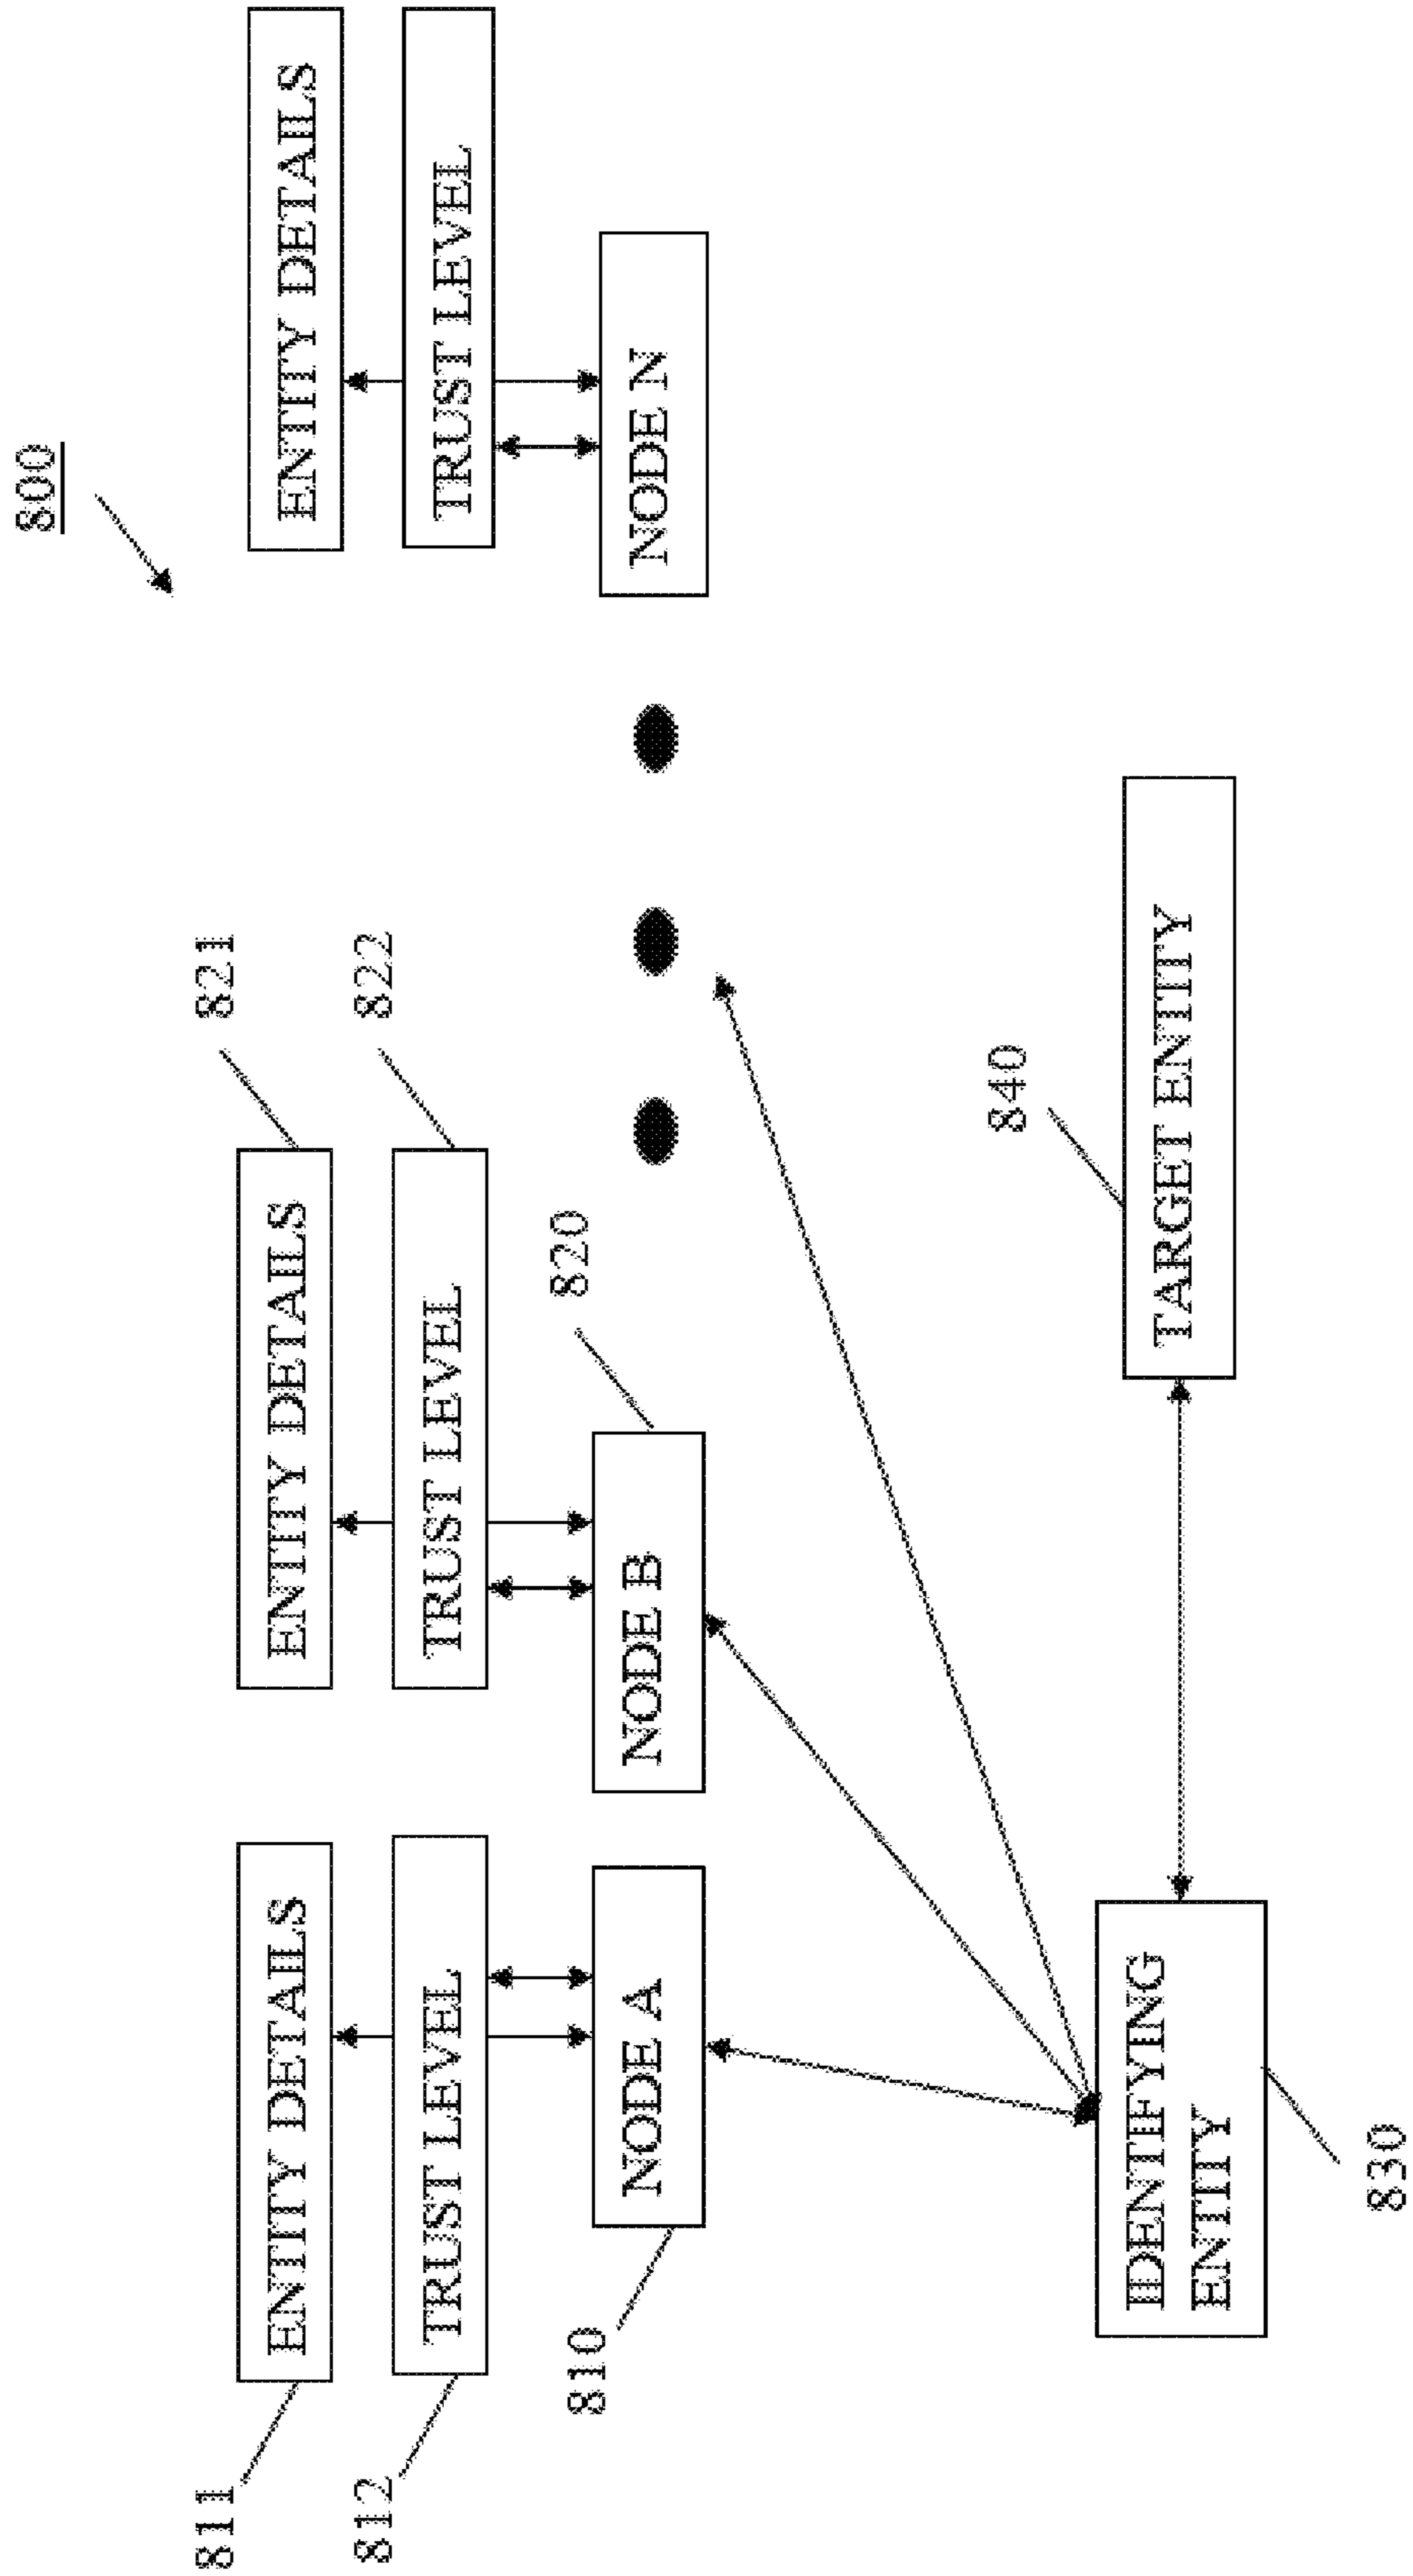 800
811
ENTITY DETAILS
821
ENTITY DETAILS
ENTITY DETAILS
812
TRUST LEVEL
822
TRUST LEVEL
TRUST LEVEL
810
NODE A
820
NODE B
NODE N
840
IDENTIFYING
ENTITY
TARGET ENTITY
830